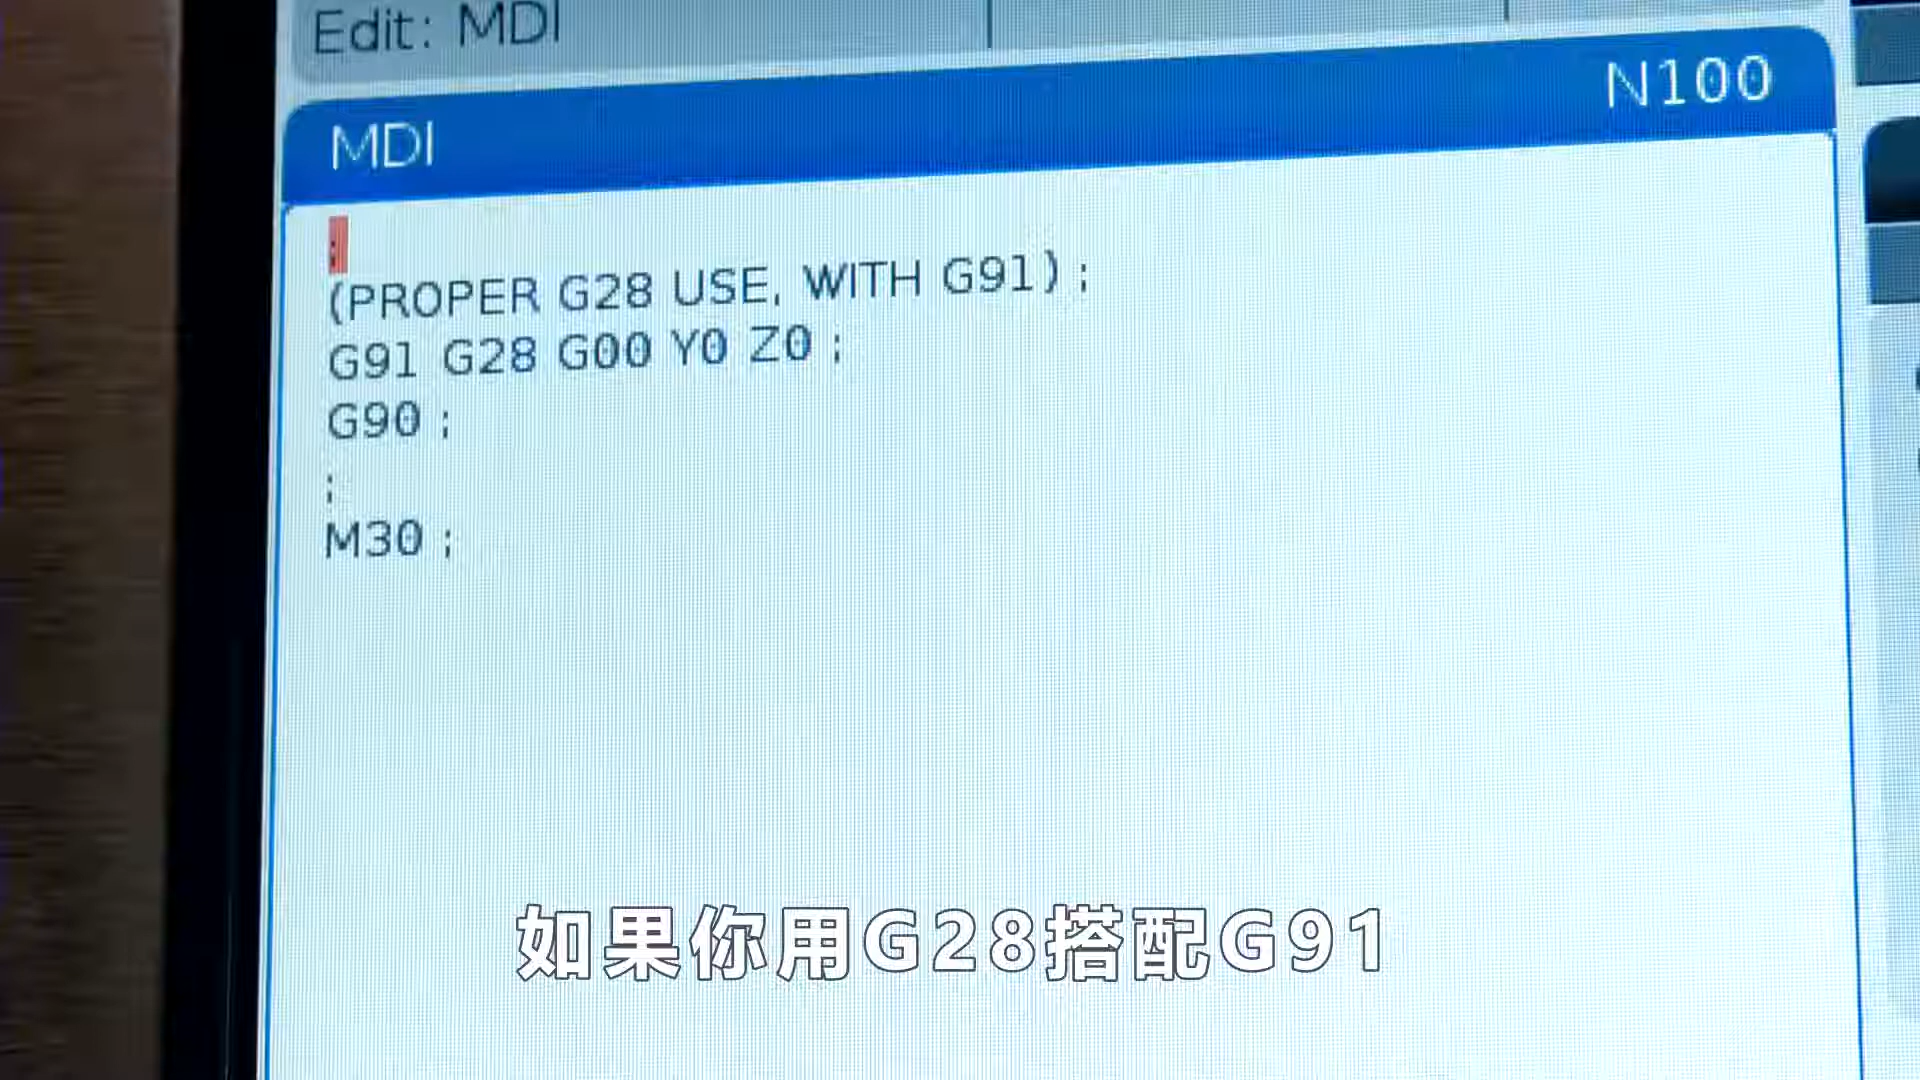 Edit: MDI
MDI
N100
;
(PROPER G28 USE, WITH G91) ;
G91 G28 G00 Y0 Z0 ;
G90 ;
;
M30 ;
如果你用G28搭配G91